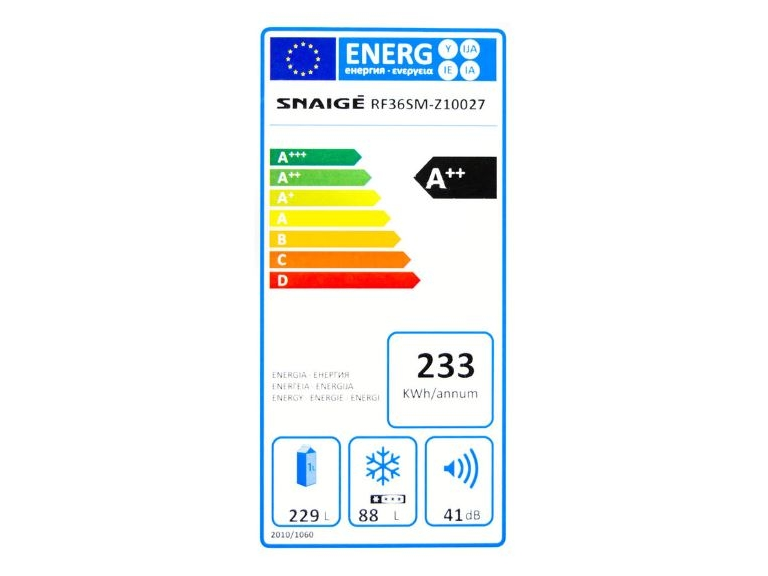 ENERG Y IJA
енергия · ενεργεια IE IA
SNAIGĖ RF36SM-Z10027
A+++
A++
A++
A+
A
B
C
D
233
KWh/annum
ENERGIA · ЕНЕРГИЯ
ΕΝΕΡΓΕΙΑ · ENERGIJA
ENERGY · ENERGIE · ENERGI
1L
229 L
88 L
41 dB
2010/1060